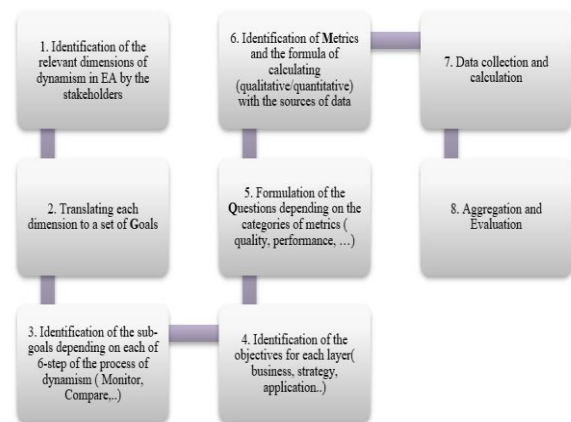 1. Identification of the
relevant dimensions of
dynamism in EA by the
stakeholders
2. Translating each
dimension to a set of Goals
3. Identification of the sub-
goals depending on each of
6-step of the process of
dynamism ( Monitor,
Compare,..)
4. Identification of the
objectives for each layer(
business, strategy,
application..)
5. Formulation of the
Questions depending on the
categories of metrics (
quality, performance, …)
6. Identification of Metrics
and the formula of
calculating
(qualitative/quantitative)
with the sources of data
7. Data collection and
calculation
8. Aggregation and
Evaluation